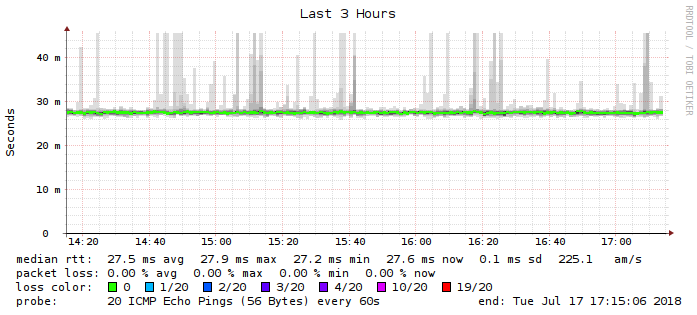 Last 3 Hours
RRDTOOL / TOBI OETIKER
Seconds
40 m
30 m
20 m
10 m
0
14:20 14:40 15:00 15:20 15:40 16:00 16:20 16:40 17:00
median rtt: 27.5 ms avg 27.9 ms max 27.2 ms min 27.6 ms now 0.1 ms sd 225.1 am/s
packet loss: 0.00 % avg 0.00 % max 0.00 % min 0.00 % now
loss color: 0 1/20 2/20 3/20 4/20 10/20 19/20
probe: 20 ICMP Echo Pings (56 Bytes) every 60s end: Tue Jul 17 17:15:06 2018